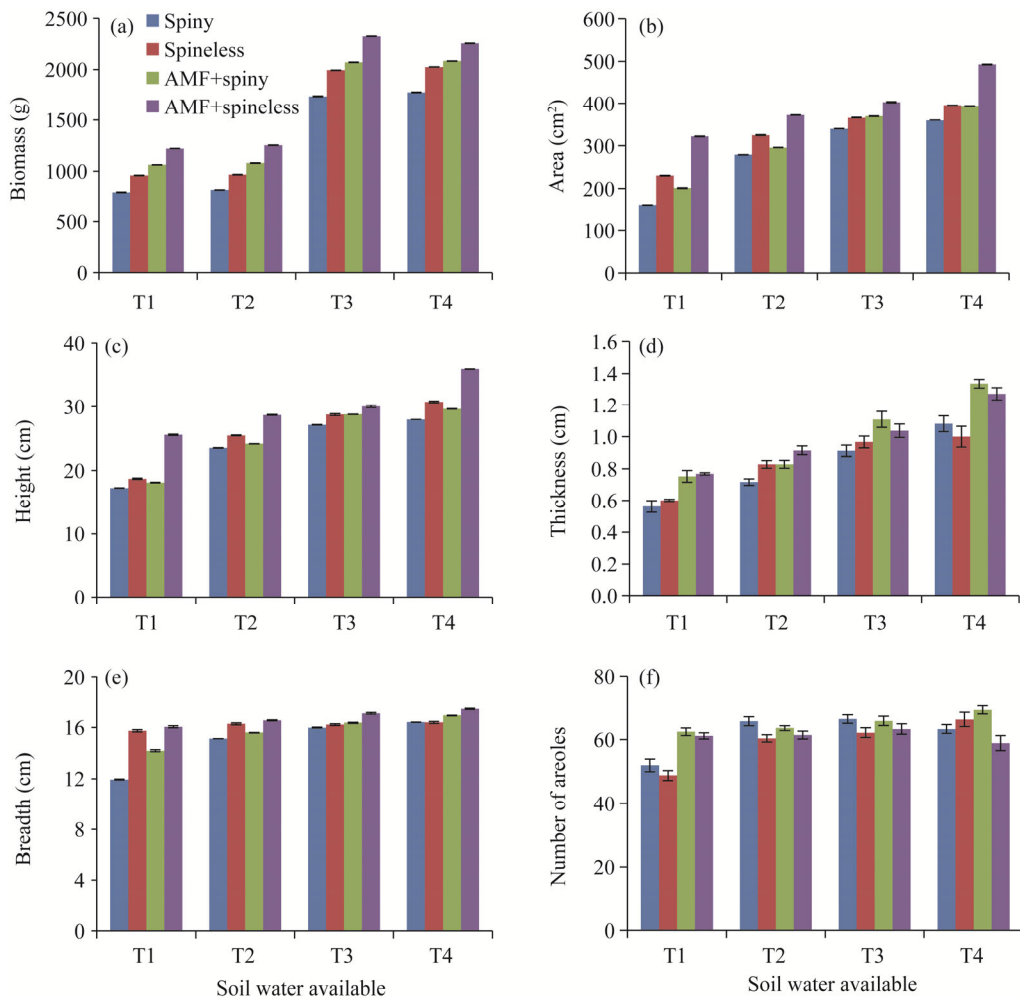 (a)
Spiny
Spineless
AMF+spiny
AMF+spineless
Biomass (g)
2500
2000
1500
1000
500
0
T1 T2 T3 T4
(b)
Area (cm²)
600
500
400
300
200
100
0
T1 T2 T3 T4
(c)
Height (cm)
40
30
20
10
0
T1 T2 T3 T4
(d)
Thickness (cm)
1.6
1.4
1.2
1.0
0.8
0.6
0.4
0.2
0.0
T1 T2 T3 T4
(e)
Breadth (cm)
20
16
12
8
4
0
T1 T2 T3 T4
Soil water available
(f)
Number of areoles
80
60
40
20
0
T1 T2 T3 T4
Soil water available